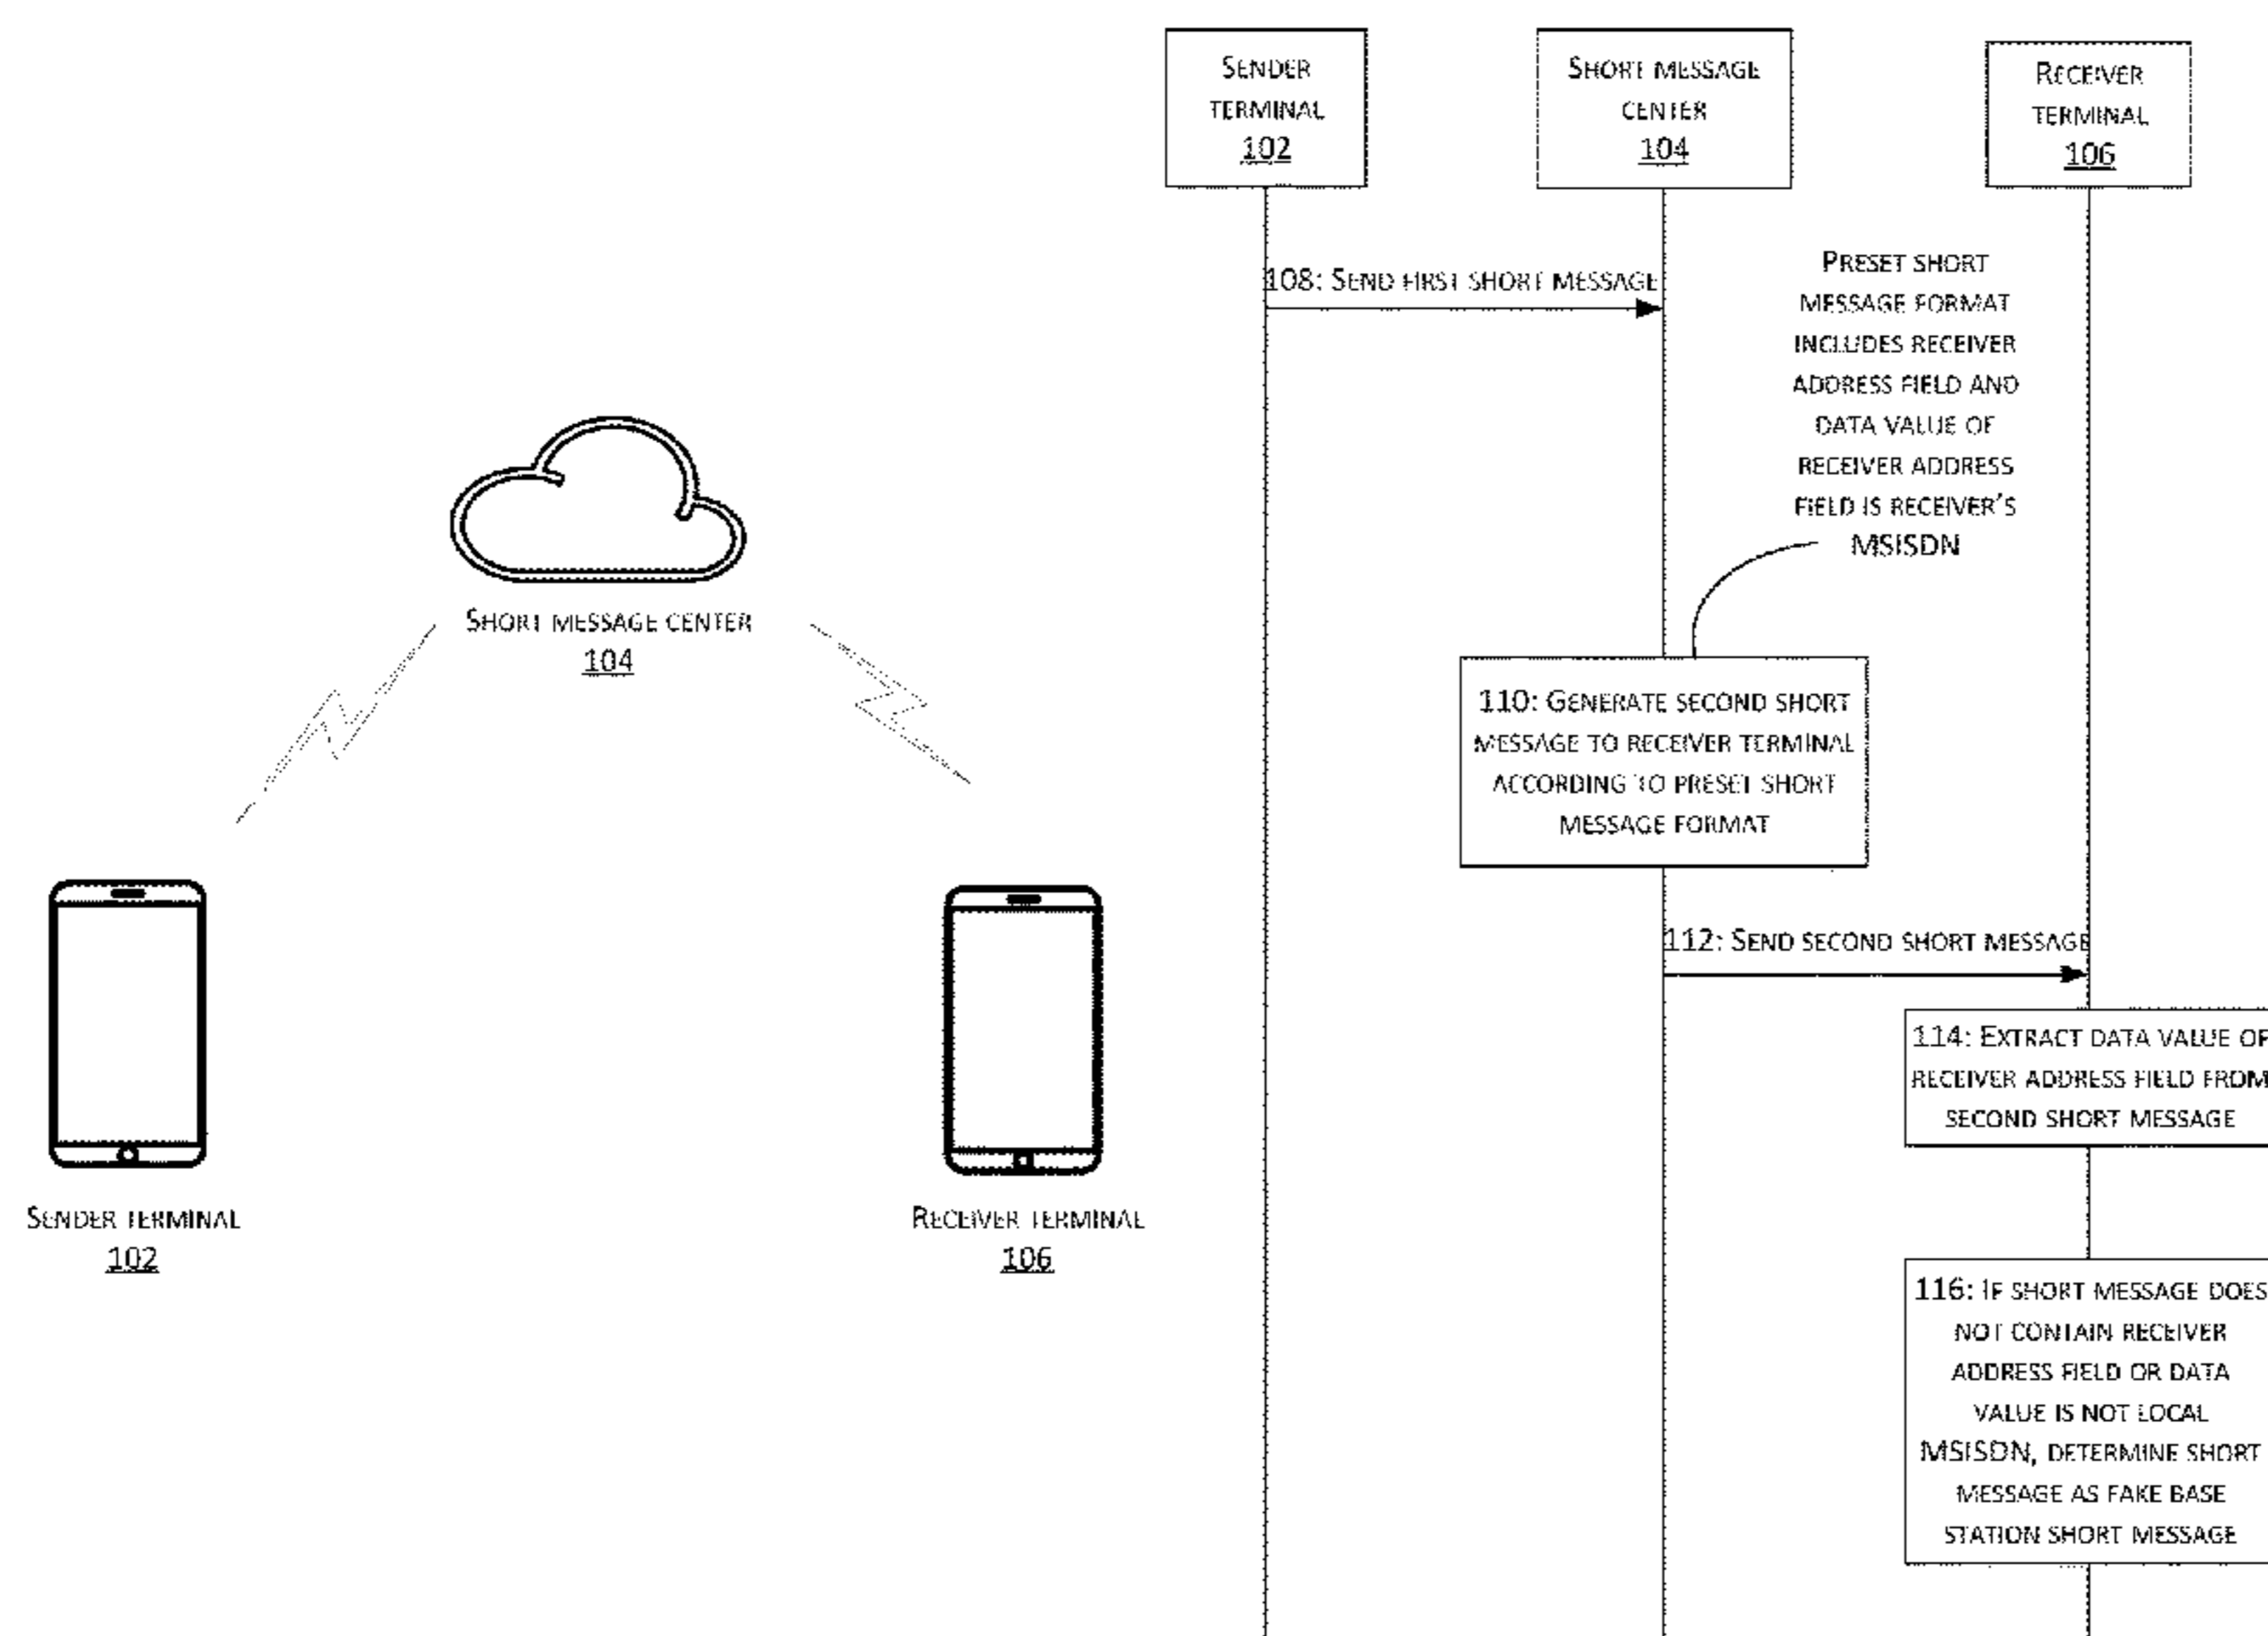 SHORT MESSAGE CENTER
104
SENDER TERMINAL
102
RECEIVER TERMINAL
106
SENDER
TERMINAL
102
SHORT MESSAGE
CENTER
104
RECEIVER
TERMINAL
106
108: SEND FIRST SHORT MESSAGE
PRESET SHORT
MESSAGE FORMAT
INCLUDES RECEIVER
ADDRESS FIELD AND
DATA VALUE OF
RECEIVER ADDRESS
FIELD IS RECEIVER'S
MSISDN
110: GENERATE SECOND SHORT
MESSAGE TO RECEIVER TERMINAL
ACCORDING TO PRESET SHORT
MESSAGE FORMAT
112: SEND SECOND SHORT MESSAGE
114: EXTRACT DATA VALUE OF
RECEIVER ADDRESS FIELD FROM
SECOND SHORT MESSAGE
116: IF SHORT MESSAGE DOES
NOT CONTAIN RECEIVER
ADDRESS FIELD OR DATA
VALUE IS NOT LOCAL
MSISDN, DETERMINE SHORT
MESSAGE AS FAKE BASE
STATION SHORT MESSAGE